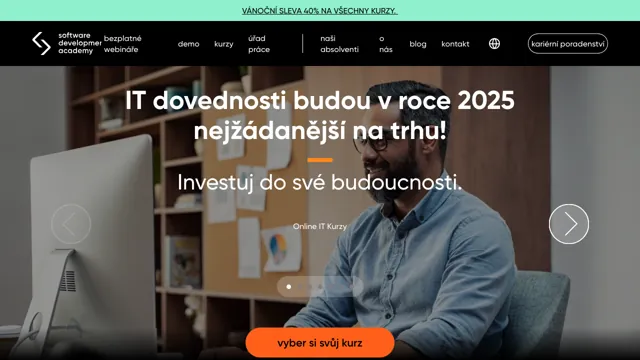 VÁNOČNÍ SLEVA 40% NA VŠECHNY KURZY.
software
developmen
academy
bezplatné
webináře
demo
kurzy
úřad
práce
naši
absolventi
o
nás
blog
kontakt
kariérní poradenství
IT dovednosti budou v roce 2025
nejžádanější na trhu!
Investuj do své budoucnosti.
Online IT Kurzy
vyber si svůj kurz